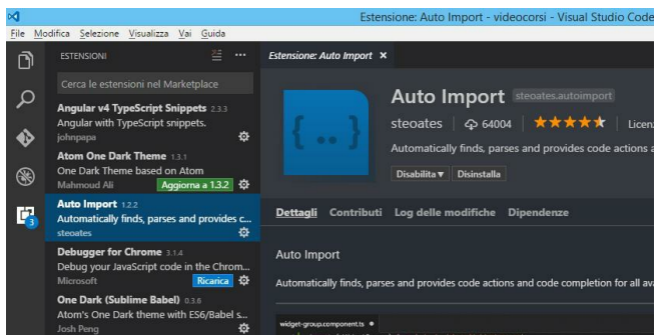 Estensione: Auto Import - videocorsi - Visual Studio Code
File Modifica Selezione Visualizza Vai Guida
ESTENSIONI
Cerca le estensioni nel Marketplace
Angular v4 TypeScript Snippets 2.3.3
Angular with TypeScript snippets.
johnpapa
Atom One Dark Theme 1.3.1
One Dark Theme based on Atom
Mahmoud Ali Aggiorna a 1.3.2
Auto Import 1.2.2
Automatically finds, parses and provides c...
steoates
Debugger for Chrome 3.1.4
Debug your JavaScript code in the Chrom...
Microsoft Ricarica
One Dark (Sublime Babel) 0.3.6
Atom's One Dark theme with ES6/Babel s...
Josh Peng
3
Estensione: Auto Import
{..}
Auto Import steoates.autoimport
steoates 64004 Licen
Automatically finds, parses and provides code actions a
Disabilita Disinstalla
Dettagli Contributi Log delle modifiche Dipendenze
Auto Import
Automatically finds, parses and provides code actions and code completion for all ava
widget-group.component.ts